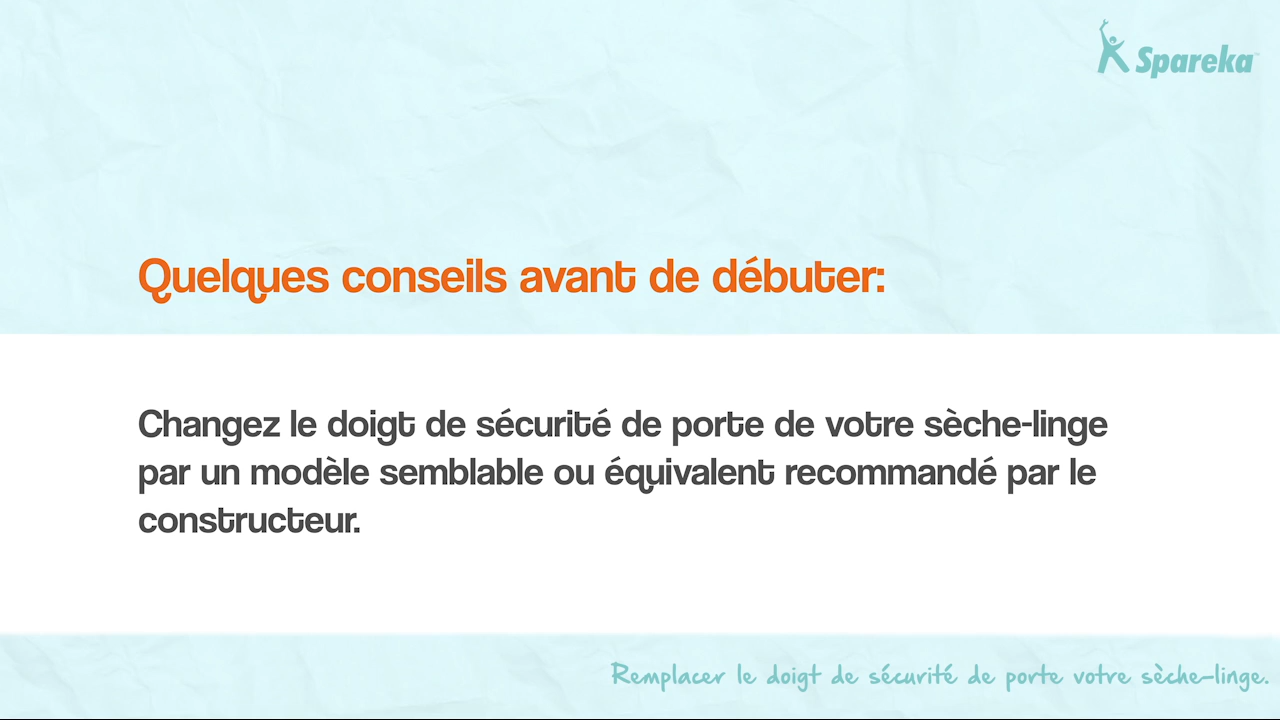 Spareka
Quelques conseils avant de débuter:
Changez le doigt de sécurité de porte de votre sèche-linge
par un modèle semblable ou équivalent recommandé par le
constructeur.
Remplacer le doigt de sécurité de porte votre sèche-linge.